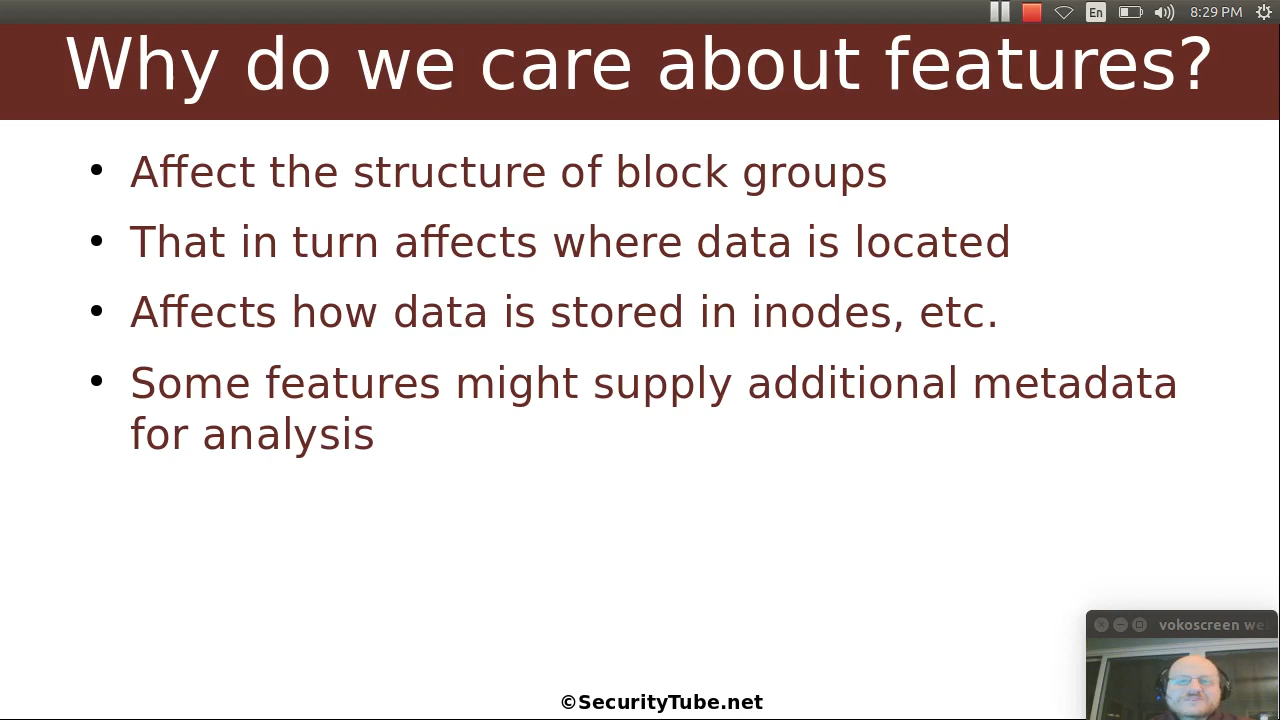 En 8:29 PM
Why do we care about features?
• Affect the structure of block groups
• That in turn affects where data is located
• Affects how data is stored in inodes, etc.
• Some features might supply additional metadata
for analysis
vokoscreen we
©SecurityTube.net